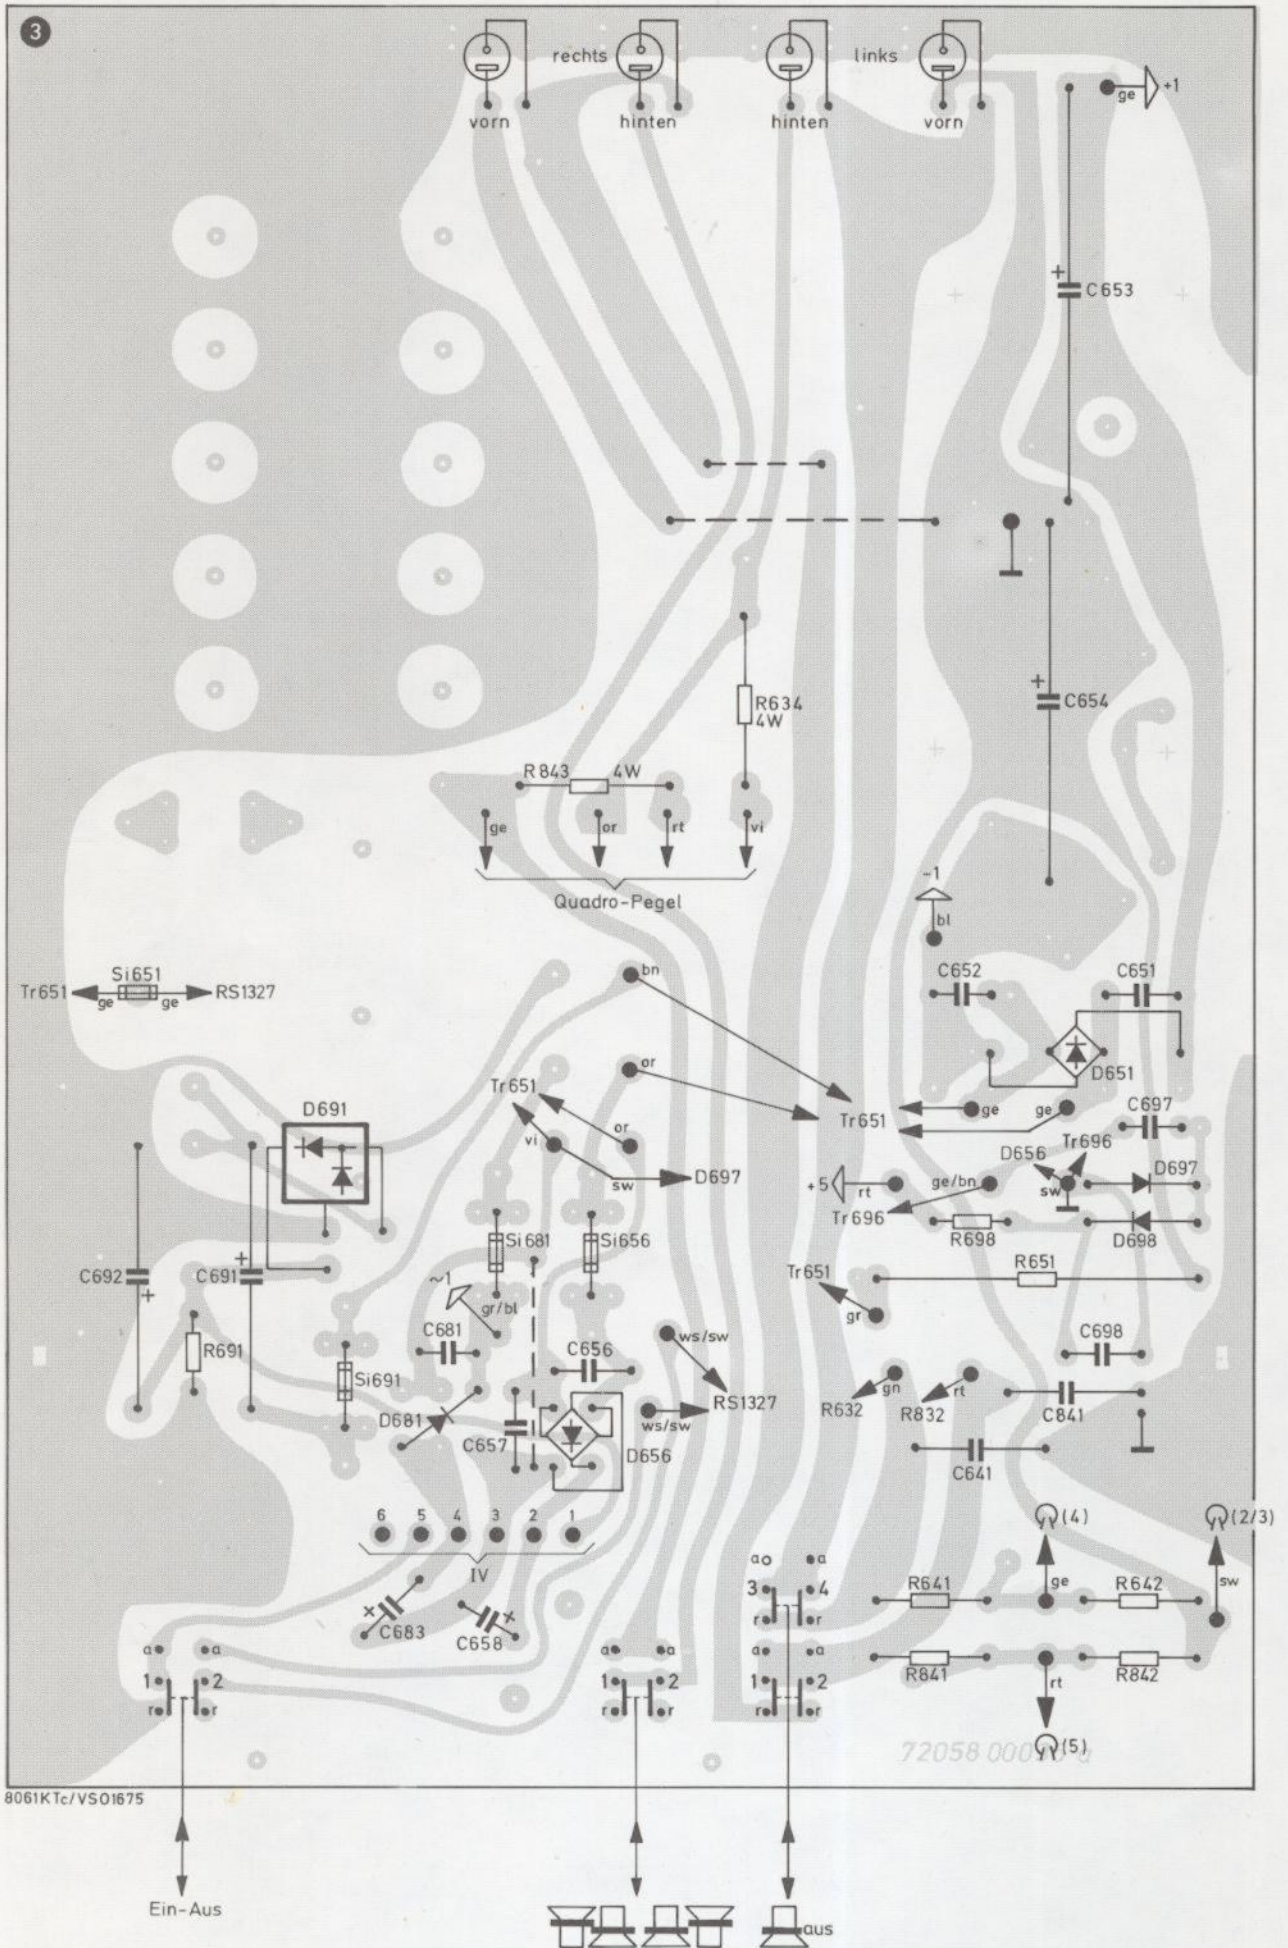 3
rechts
links
vorn
hinten
hinten
vorn
ge
+1
+
C653
+
C654
R634
4W
R843
4W
ge
or
rt
vi
Quadro-Pegel
-1
bl
Tr651
ge
Si651
ge
RS1327
bn
C652
C651
D651
or
Tr651
Tr651
ge
ge
C697
D691
vi
or
sw
D697
+5
rt
ge/bn
Tr696
D656
Tr696
sw
D697
R698
D698
C692
+
C691
+
Si681
Si656
~1
gr/bl
Tr651
gr
R651
R691
C681
C656
ws/sw
C698
Si691
RS1327
R632
gn
R832
rt
C841
D681
C657
ws/sw
D656
C641
6
5
4
3
2
1
IV
(4)
(2/3)
a
a
3
4
r
r
R641
ge
R642
sw
+
C683
C658
+
a
a
1
2
r
r
a
a
1
2
r
r
a
a
1
2
r
r
R841
rt
R842
(5)
8061KTc/VS01675
Ein-Aus
aus